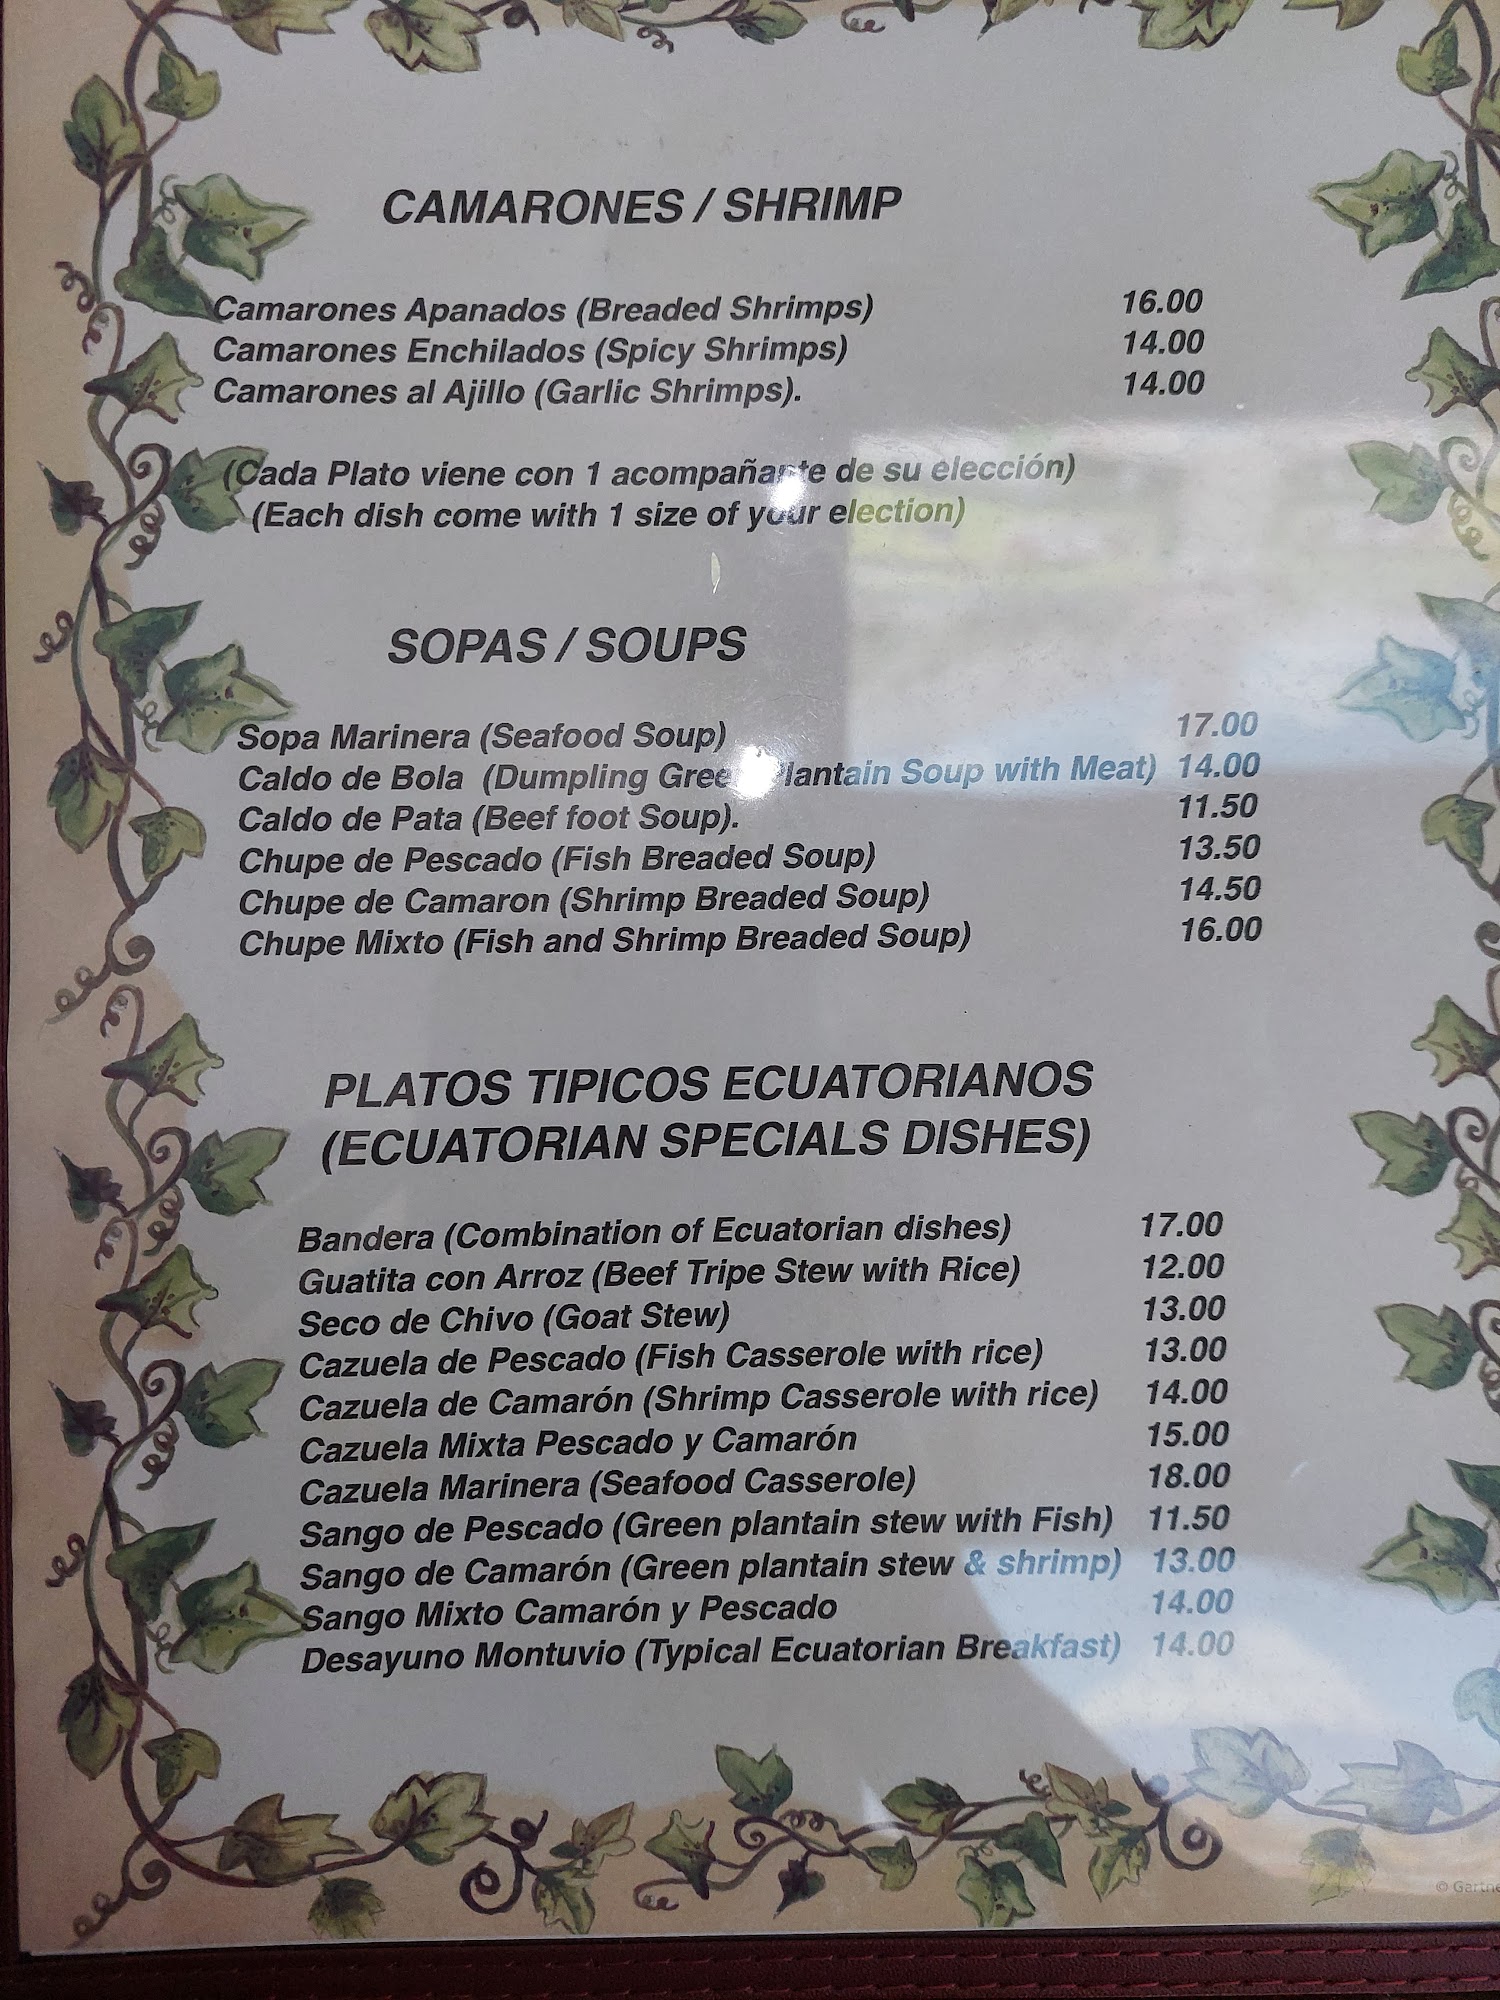 CAMARONES / SHRIMP
Camarones Apanados (Breaded Shrimps) 16.00
Camarones Enchilados (Spicy Shrimps) 14.00
Camarones al Ajillo (Garlic Shrimps). 14.00
(Cada Plato viene con 1 acompañante de su elección)
(Each dish come with 1 size of your election)
SOPAS / SOUPS
Sopa Marinera (Seafood Soup) 17.00
Caldo de Bola (Dumpling Green Plantain Soup with Meat) 14.00
Caldo de Pata (Beef foot Soup). 11.50
Chupe de Pescado (Fish Breaded Soup) 13.50
Chupe de Camaron (Shrimp Breaded Soup) 14.50
Chupe Mixto (Fish and Shrimp Breaded Soup) 16.00
PLATOS TIPICOS ECUATORIANOS
(ECUATORIAN SPECIALS DISHES)
Bandera (Combination of Ecuatorian dishes) 17.00
Guatita con Arroz (Beef Tripe Stew with Rice) 12.00
Seco de Chivo (Goat Stew) 13.00
Cazuela de Pescado (Fish Casserole with rice) 13.00
Cazuela de Camarón (Shrimp Casserole with rice) 14.00
Cazuela Mixta Pescado y Camarón 15.00
Cazuela Marinera (Seafood Casserole) 18.00
Sango de Pescado (Green plantain stew with Fish) 11.50
Sango de Camarón (Green plantain stew & shrimp) 13.00
Sango Mixto Camarón y Pescado 14.00
Desayuno Montuvio (Typical Ecuatorian Breakfast) 14.00
©